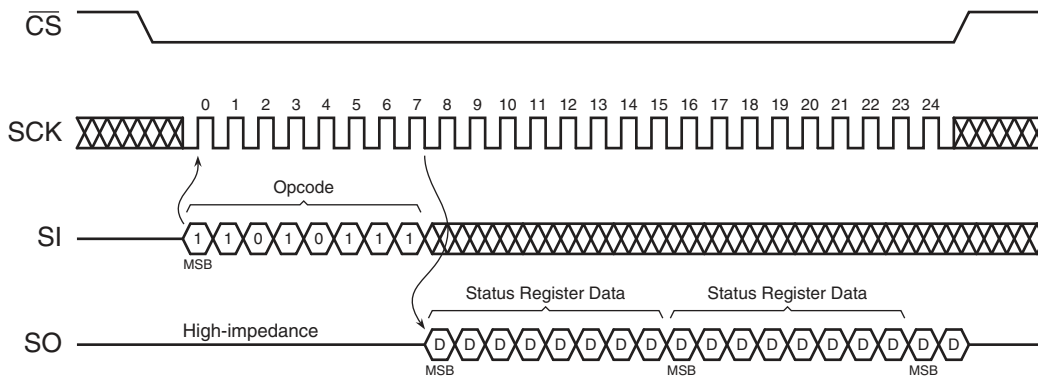 CS
0 1 2 3 4 5 6 7 8 9 10 11 12 13 14 15 16 17 18 19 20 21 22 23 24
SCK
Opcode
SI 1 1 0 1 0 1 1 1
MSB
Status Register Data Status Register Data
High-impedance
SO D D D D D D D D D D D D D D D D D D
MSB MSB MSB